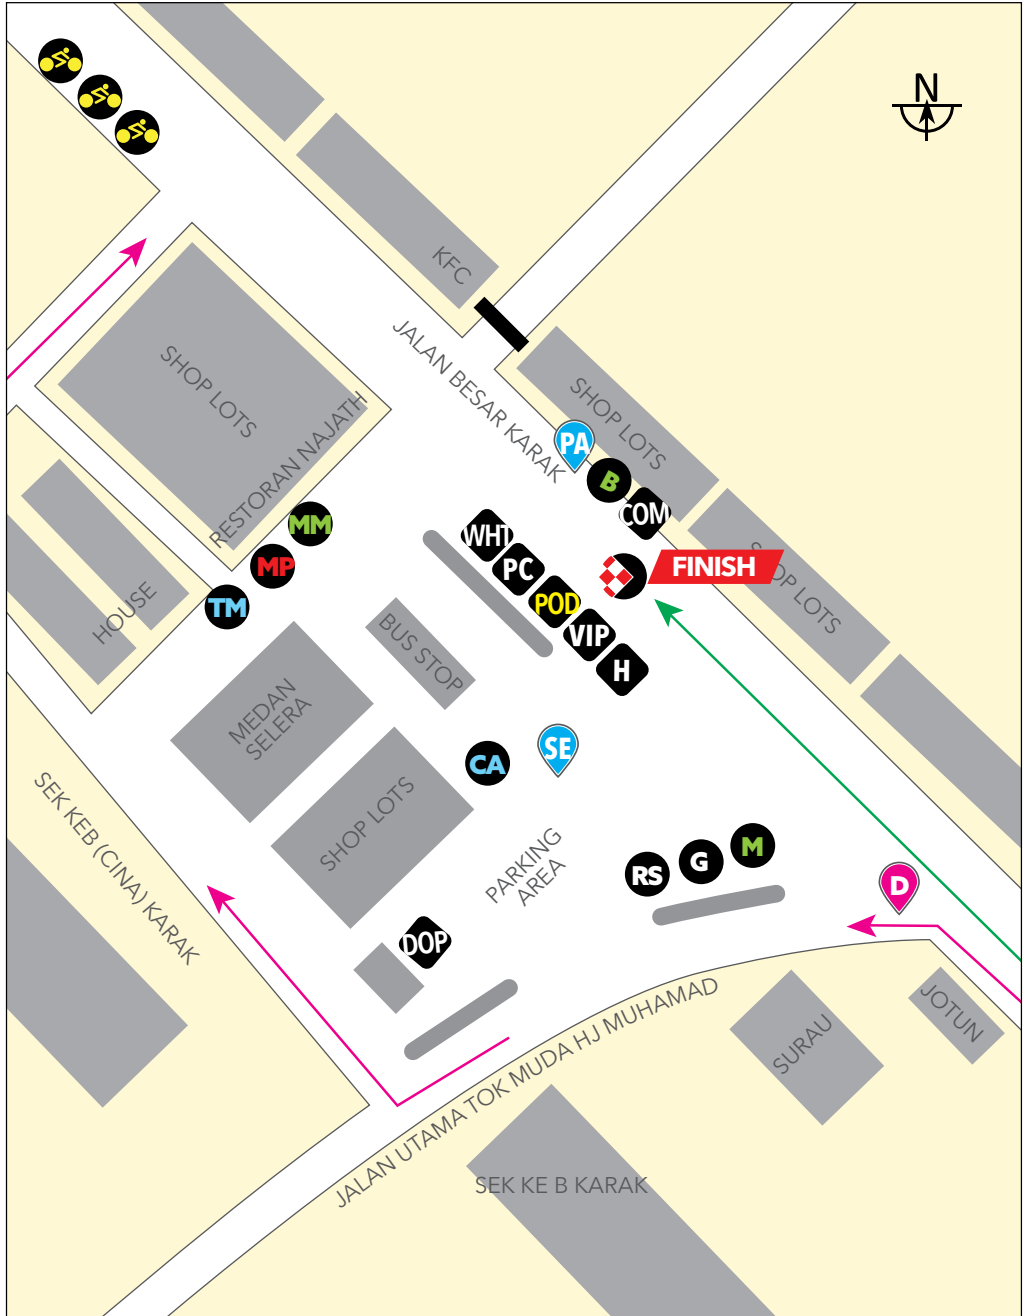 N
KFC
JALAN BESAR KARAK
SHOP LOTS
RESTORAN NAJATH
SHOP LOTS
PA
B
COM
MM
MP
TM
WHT
PC
POD
VIP
H
FINISH
SHOP LOTS
HOUSE
BUS STOP
MEDAN
SELERA
CA
SE
SHOP LOTS
SEK KEB (CINA) KARAK
PARKING
AREA
RS
G
M
D
DOP
JALAN UTAMA TOK MUDA HJ MUHAMAD
SURAU
JOTUN
SEK KE B KARAK